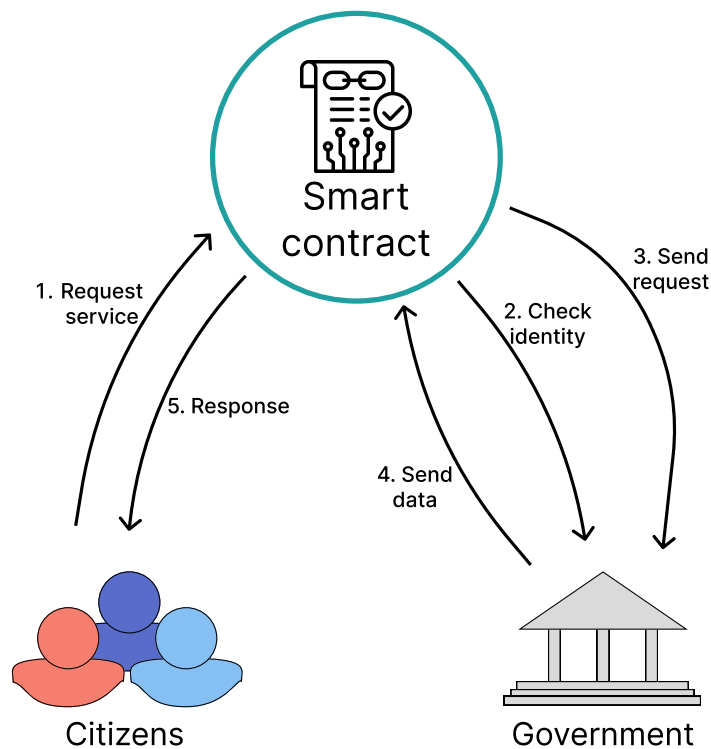 Smart
contract
1. Request
service
5. Response
3. Send
request
2. Check
identity
4. Send
data
Citizens
Government